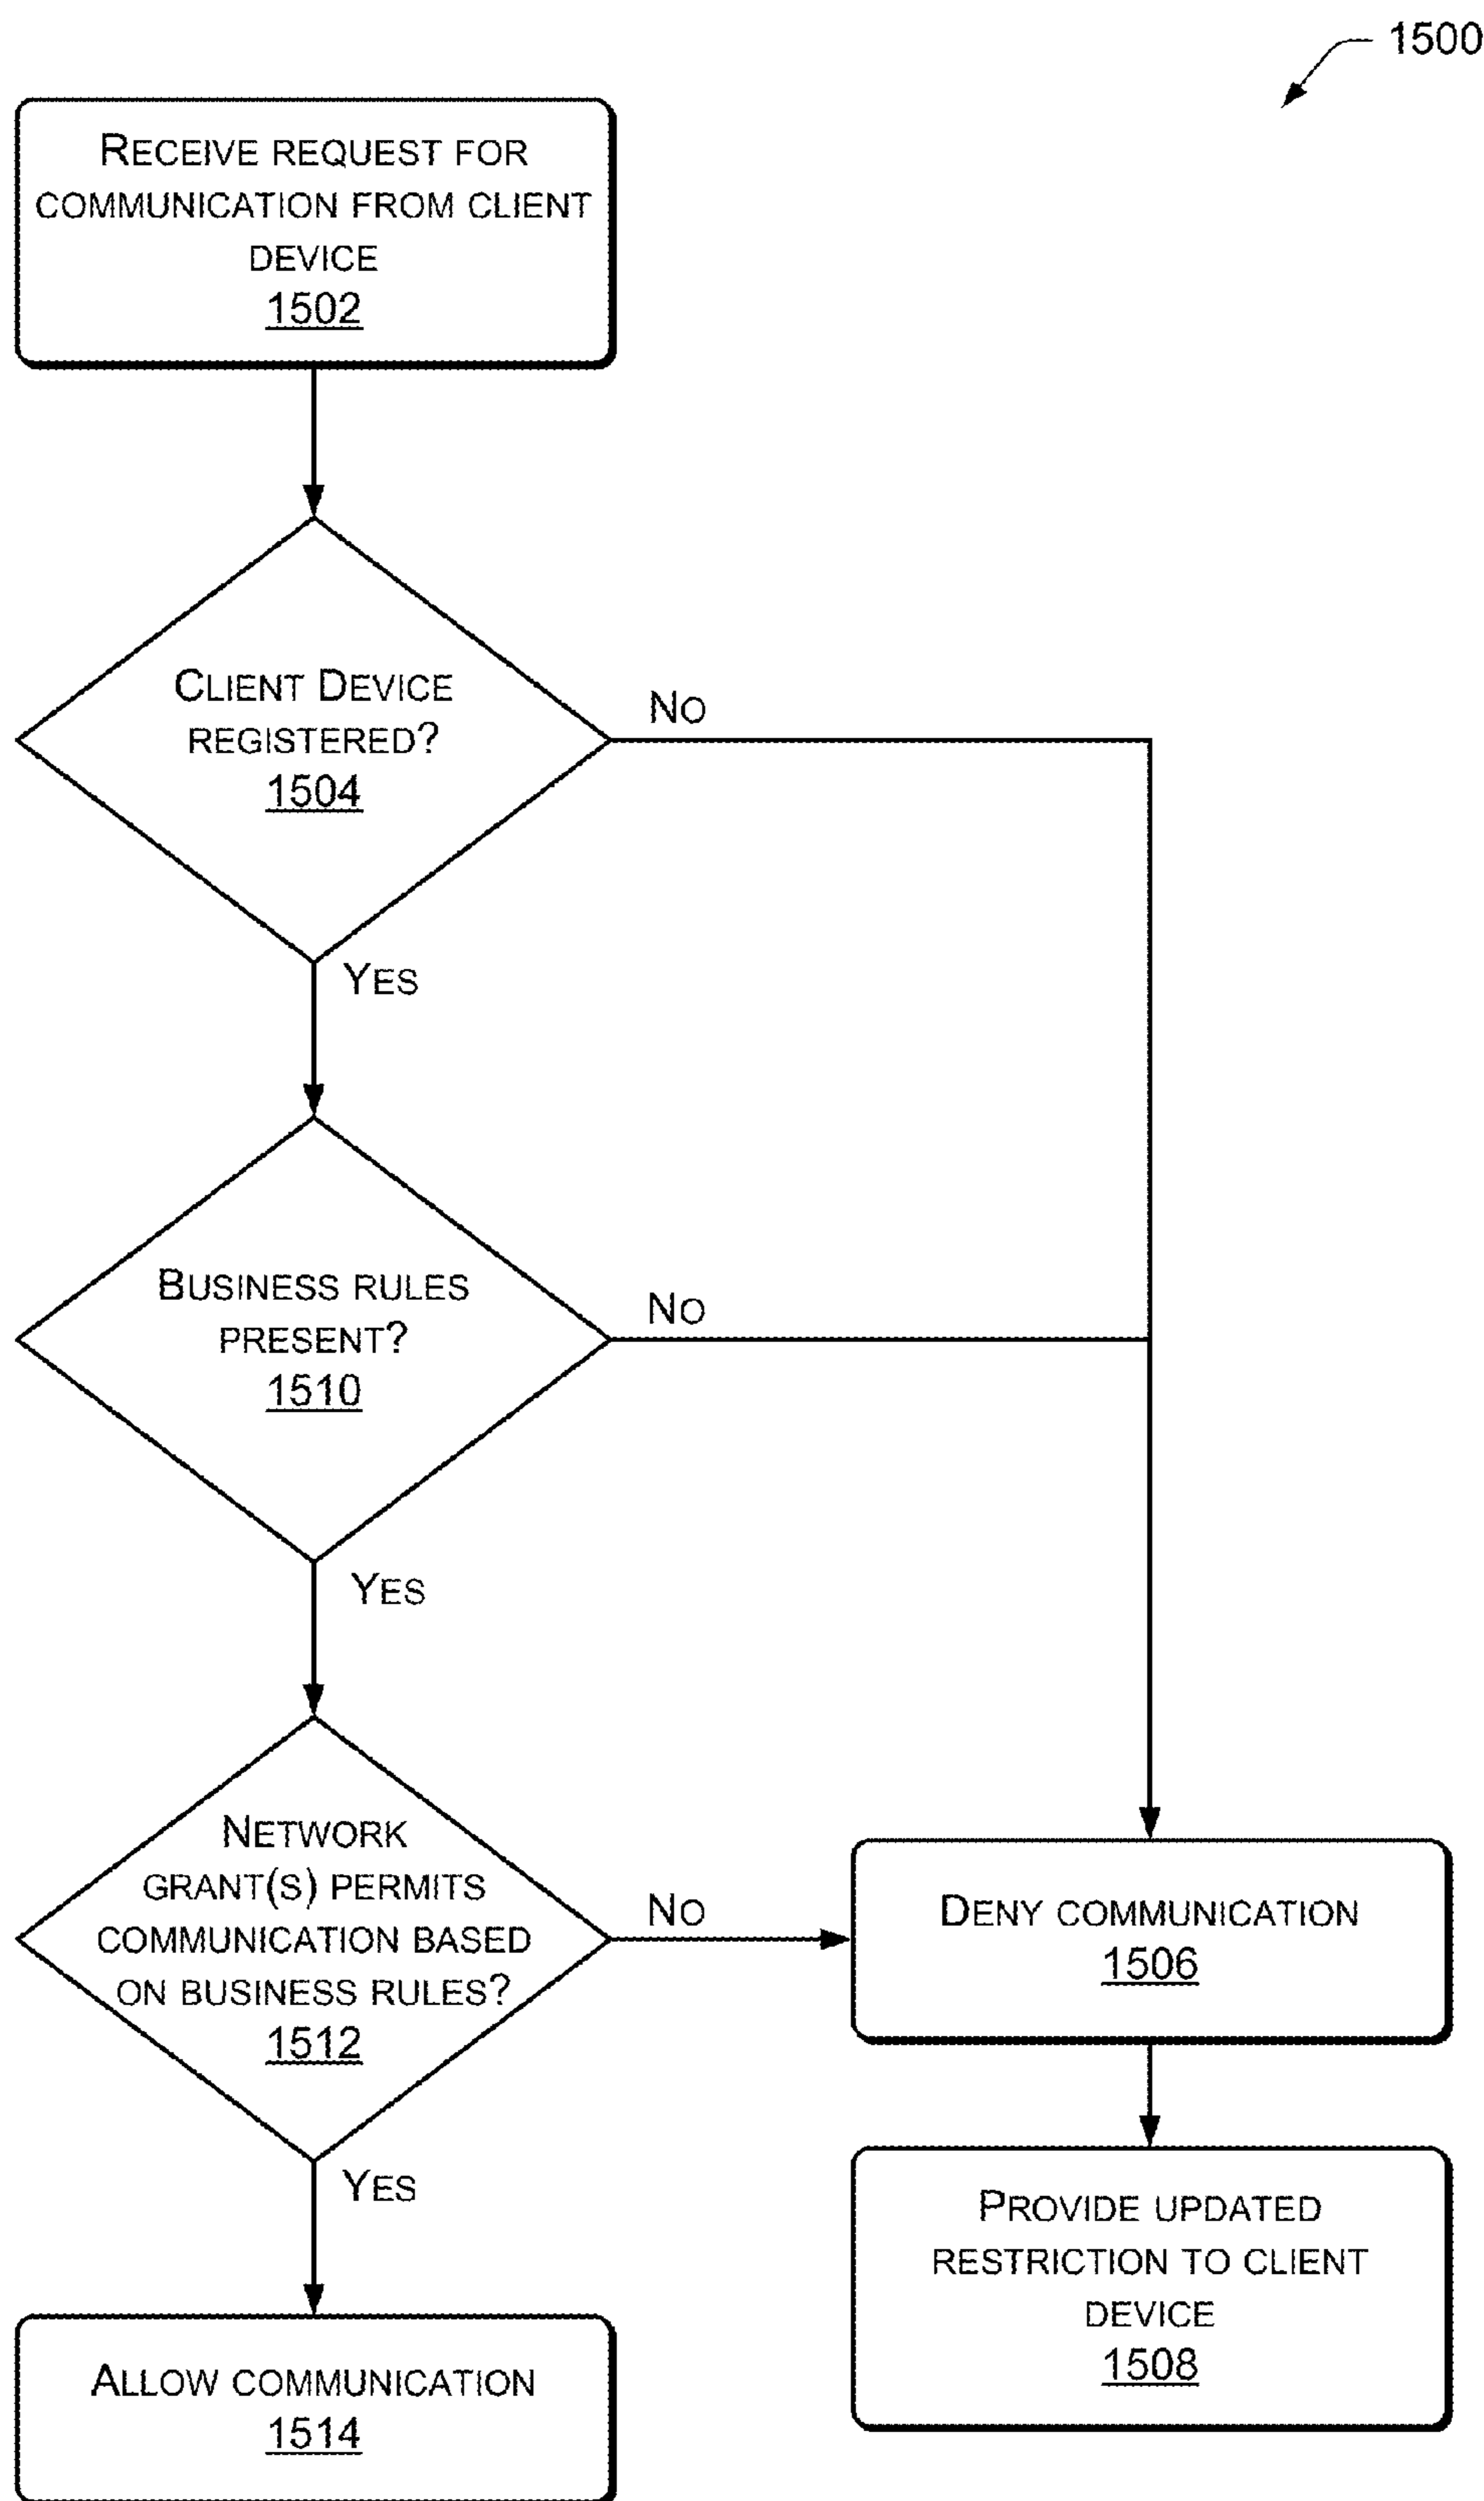 1500
RECEIVE REQUEST FOR
COMMUNICATION FROM CLIENT
DEVICE
1502
CLIENT DEVICE
REGISTERED?
1504
NO
YES
BUSINESS RULES
PRESENT?
1510
NO
YES
NETWORK
GRANT(S) PERMITS
COMMUNICATION BASED
ON BUSINESS RULES?
1512
NO
DENY COMMUNICATION
1506
YES
PROVIDE UPDATED
RESTRICTION TO CLIENT
DEVICE
1508
ALLOW COMMUNICATION
1514